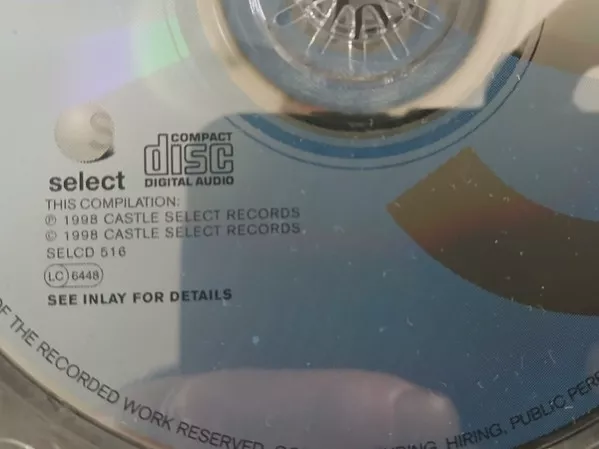 S
COMPACT
disc
DIGITAL AUDIO
select
THIS COMPILATION:
℗ 1998 CASTLE SELECT RECORDS
© 1998 CASTLE SELECT RECORDS
SELCD 516
LC 6448
SEE INLAY FOR DETAILS
OF THE RECORDED WORK RESERVED HIRING, PUBLIC